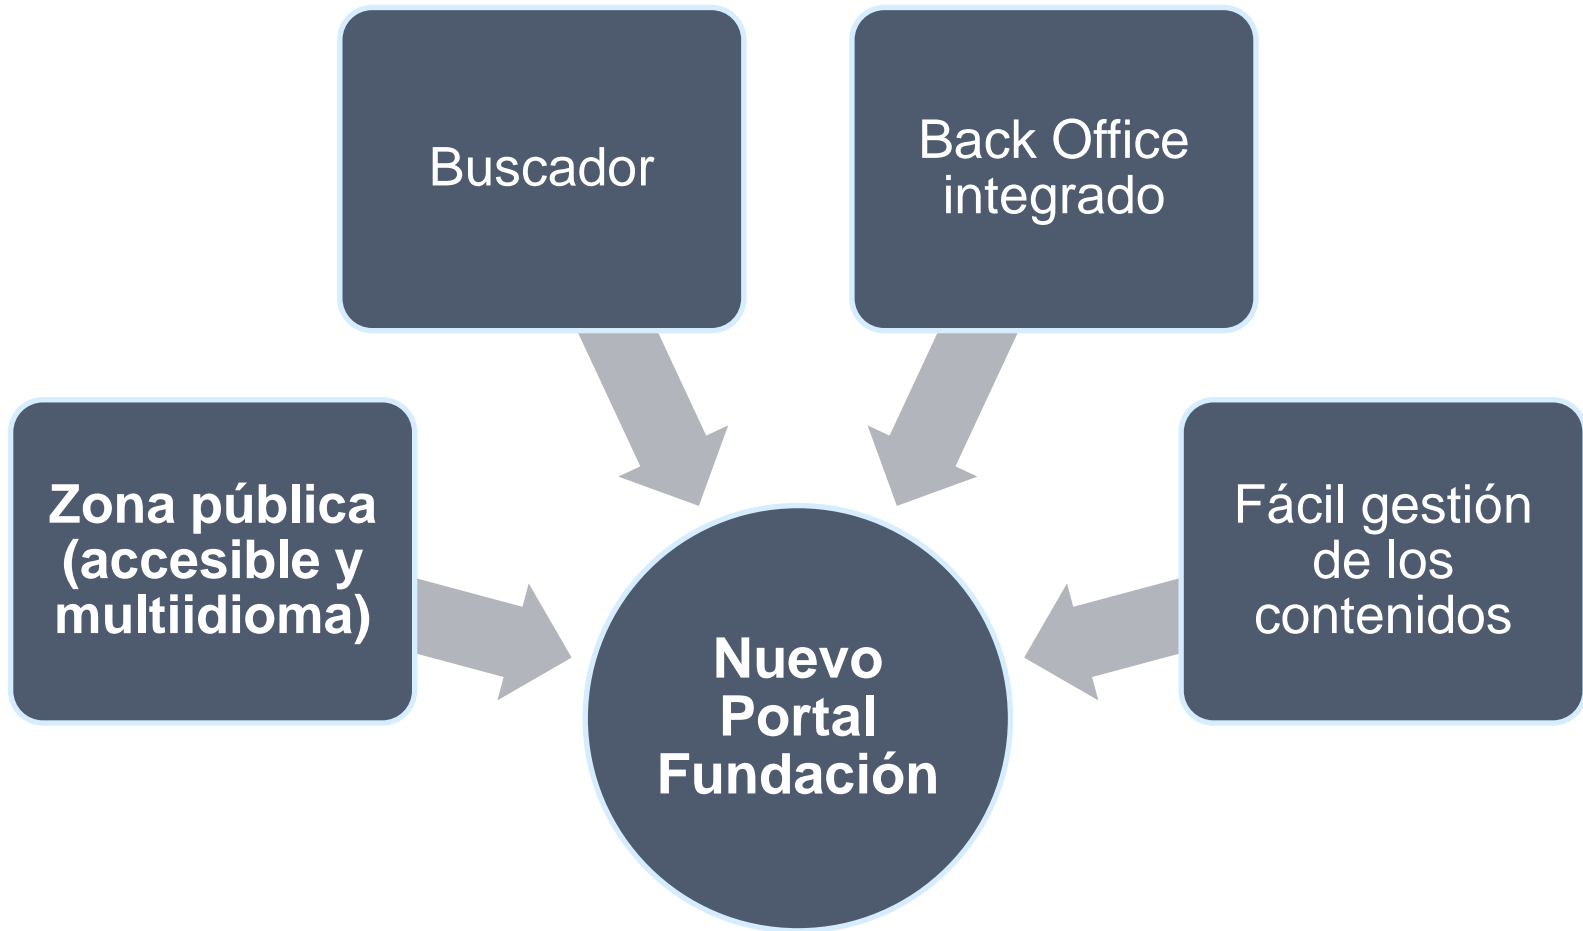 Buscador
Back Office
integrado
Zona pública
(accesible y
multiidioma)
Fácil gestión
de los
contenidos
Nuevo
Portal
Fundación